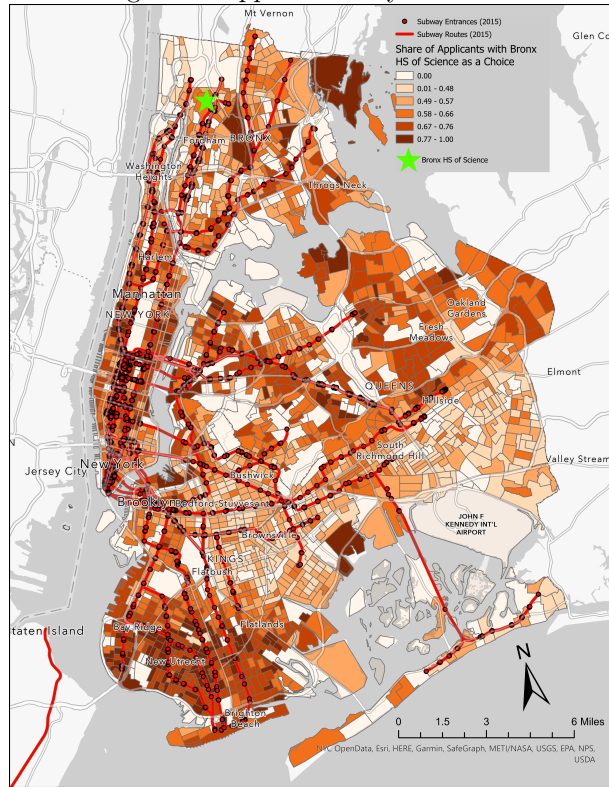 Mt Vernon
Subway Entrances (2015)
Subway Routes (2015)
Glen Co
Share of Applicants with Bronx
HS of Science as a Choice
0.00
0.01 - 0.48
0.49 - 0.57
0.58 - 0.66
0.67 - 0.76
0.77 - 1.00
Bronx HS of Science
Fordham
BRONX
Washington
Heights
Throgs Neck
Harlem
Manhattan
NEW YORK
Oakland
Gardens
Fresh
Meadows
Elmont
QUEENS
Hillside
South
Richmond Hill
Valley Stream
New York
Jersey City
Bushwick
Brooklyn
Bedford-Stuyvesant
JOHN F
KENNEDY INT'L
AIRPORT
Brownsville
KINGS
Flatbush
Bay Ridge
Flatlands
Staten Island
New Utrecht
Brighton
Beach
N
0 1.5 3 4.5 6 Miles
NYC OpenData, Esri, HERE, Garmin, SafeGraph, METI/NASA, USGS, EPA, NPS,
USDA